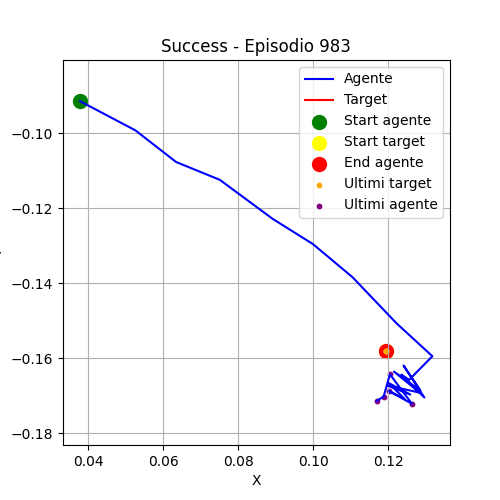 Success - Episodio 983
Agente
Target
Start agente
Start target
End agente
Ultimi target
Ultimi agente
−0.10
−0.12
−0.14
−0.16
−0.18
0.04 0.06 0.08 0.10 0.12
X